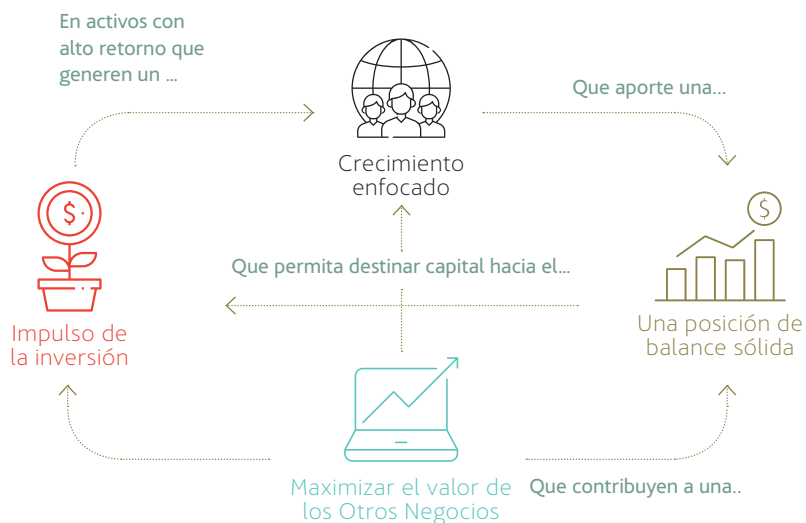 En activos con
alto retorno que
generen un ...
Que aporte una...
Crecimiento
enfocado
$
$
Que permita destinar capital hacia el...
Impulso de
la inversión
Una posición de
balance sólida
Maximizar el valor de
los Otros Negocios
Que contribuyen a una..